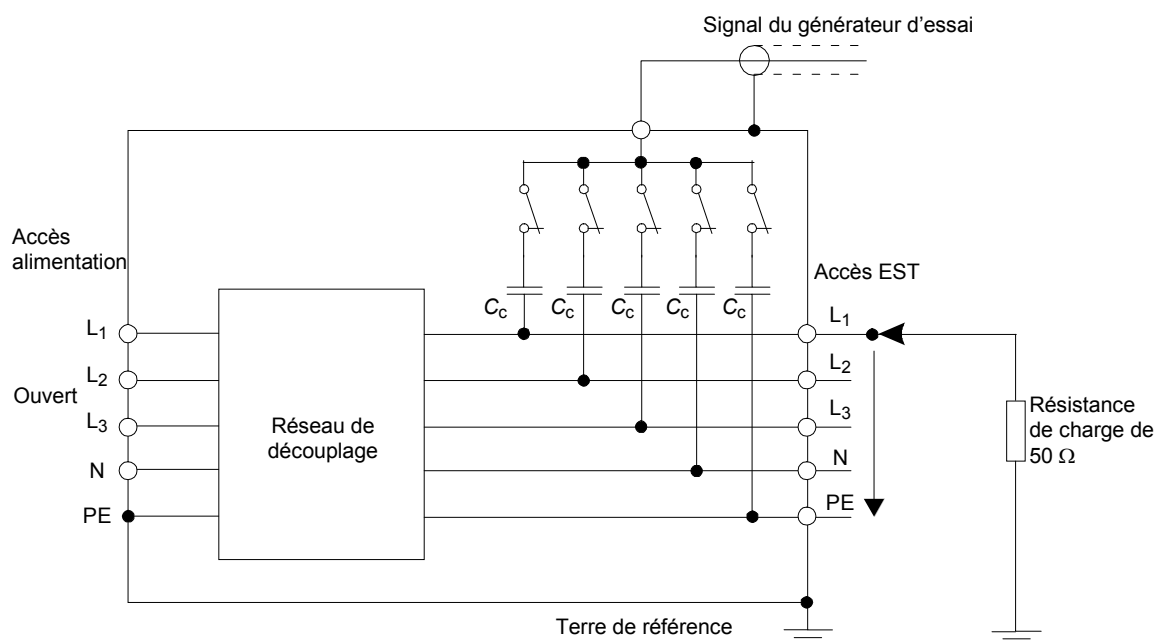 Signal du générateur d'essai
Accès
alimentation
Accès EST
Cc Cc Cc Cc Cc
L1
L1
L2
L2
Ouvert
L3
L3
Réseau de
découplage
Résistance
de charge de
50 Ω
N
N
PE
PE
Terre de référence